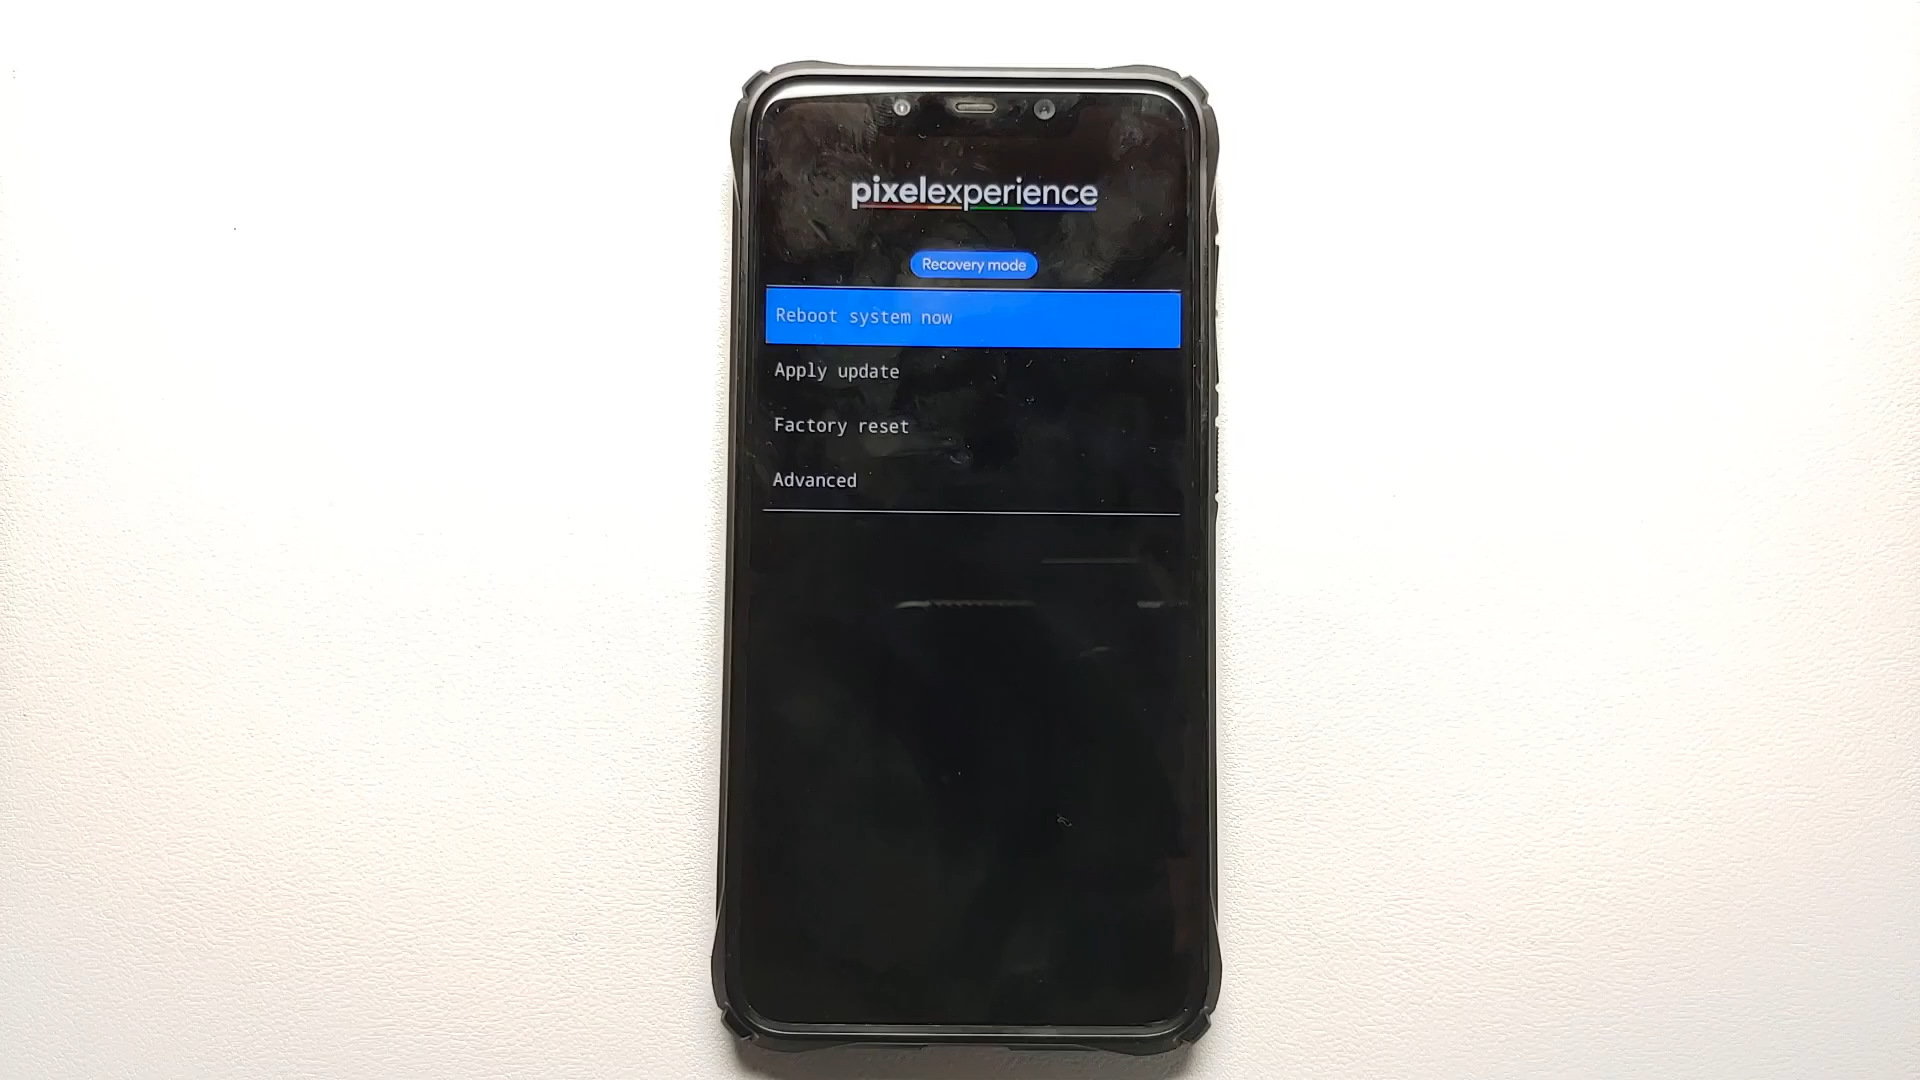 pixelexperience
Recovery mode
Reboot system now
Apply update
Factory reset
Advanced